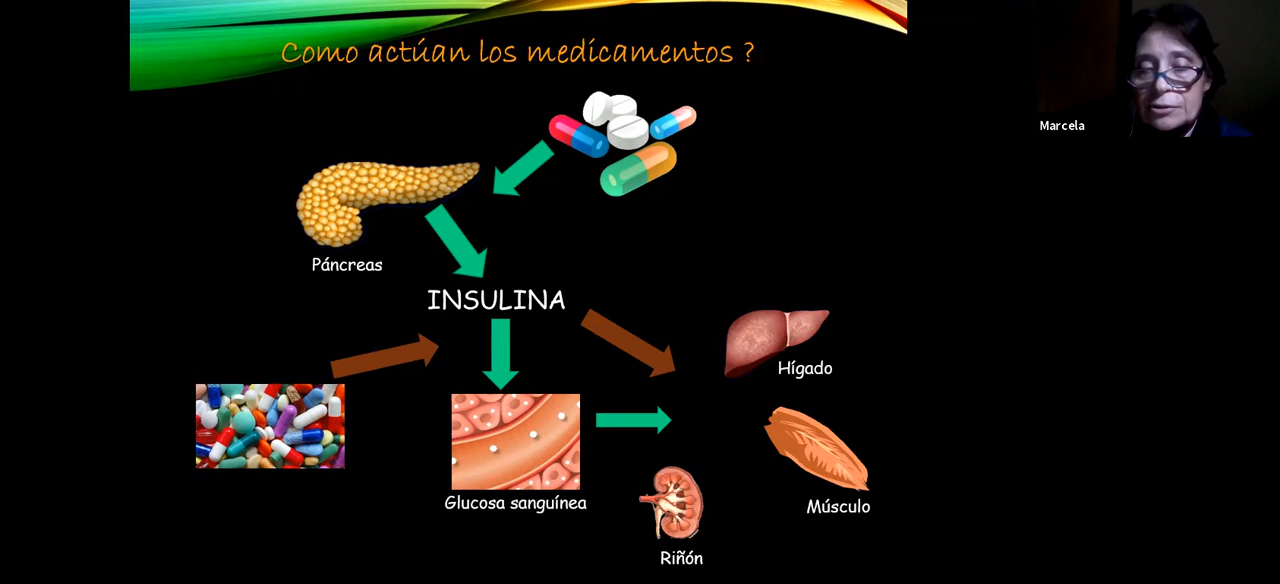 Como actúan los medicamentos ?
Marcela
Páncreas
INSULINA
Hígado
Glucosa sanguínea
Músculo
Riñón